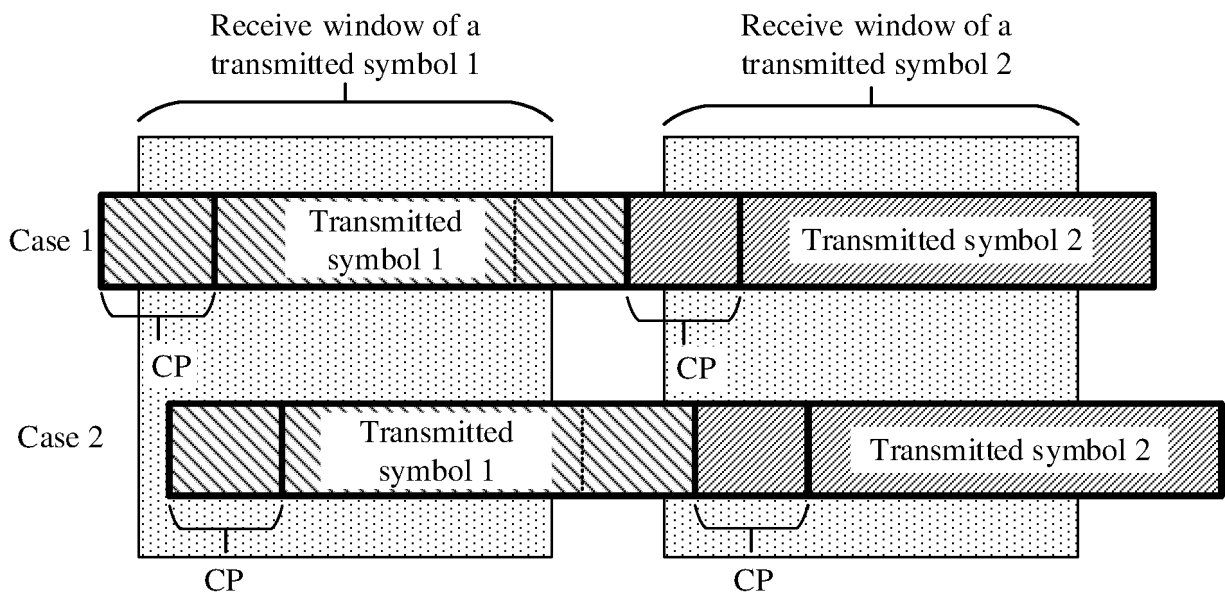 Receive window of a
transmitted symbol 1
Receive window of a
transmitted symbol 2
Case 1
Transmitted
symbol 1
Transmitted symbol 2
CP
CP
Case 2
Transmitted
symbol 1
Transmitted symbol 2
CP
CP